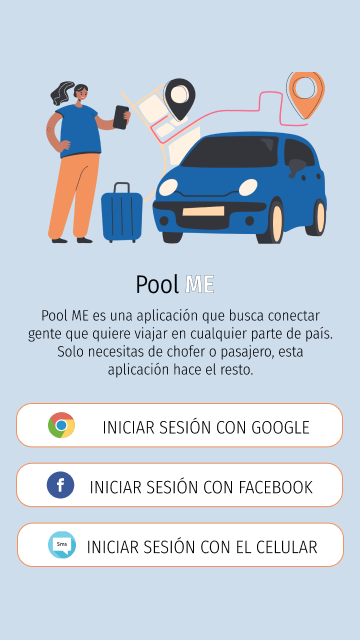 Pool ME
Pool ME es una aplicación que busca conectar
gente que quiere viajar en cualquier parte de país.
Solo necesitas de chofer o pasajero, esta
aplicación hace el resto.
INICIAR SESIÓN CON GOOGLE
f INICIAR SESIÓN CON FACEBOOK
Sms INICIAR SESIÓN CON EL CELULAR